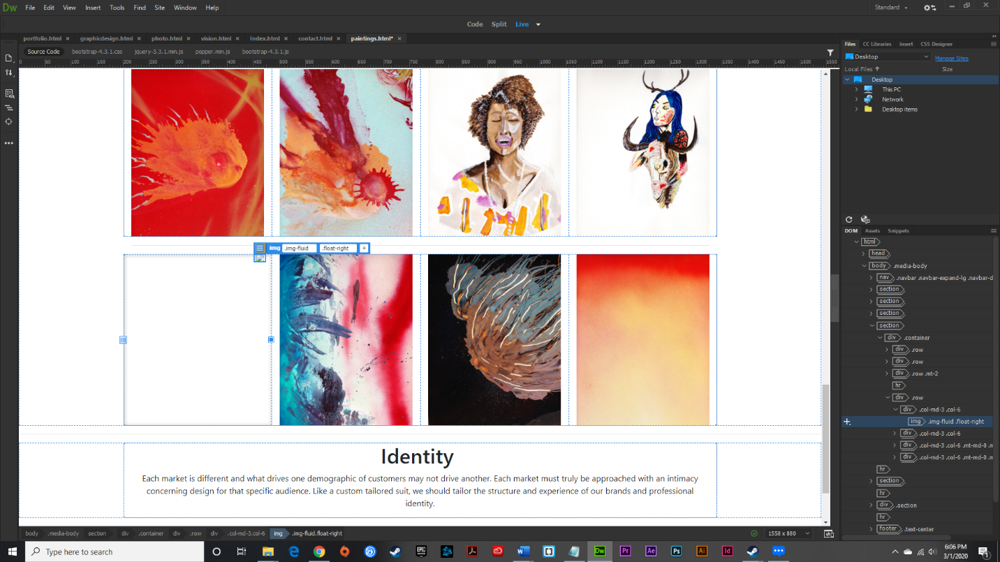 Dw File Edit View Insert Tools Find Site Window Help Standard
Code Split Live
portfolio.html × graphicdesign.html × photo.html × vision.html × Index.html × contact.html × paintings.html* ×
Source Code bootstrap-4.3.1.css jquery-3.3.1.min.js popper.min.js bootstrap-4.3.1.js
0 50 100 150 200 250 300 350 400 450 500 550 600 650 700 750 800 850 900 950 1000 1050 1100 1150 1200 1250 1300 1350 1400 1450 1500 1550
img .img-fluid .float-right +
Identity
Each market is different and what drives one demographic of customers may not drive another. Each market must truly be approached with an intimacy
concerning design for that specific audience. Like a custom tailored suit, we should tailor the structure and experience of our brands and professional
identity.
body .media-body section div .container div .row div .col-md-3.col-6 img .img-fluid.float-right 1558 x 880
Files CC Libraries Insert CSS Designer
Desktop Manage Sites
Local Files Size
Desktop
This PC
Network
Desktop items
DOM Assets Snippets
html
head
body .media-body
nav .navbar .navbar-expand-lg .navbar-d
section
section
section
section
div .container
div .row
div .row
div .row .mt-2
hr
div .row
div .col-md-3 .col-6
img .img-fluid .float-right
div .col-md-3 .col-6
div .col-md-3 .col-6 .mt-md-0 .m
div .col-md-3 .col-6 .mt-md-0 .m
hr
section
hr
div .section
hr
footer .text-center
Type here to search
EPIC GAMES W Dw Pr Ae Ps Ai Id
6:06 PM
3/1/2020
1